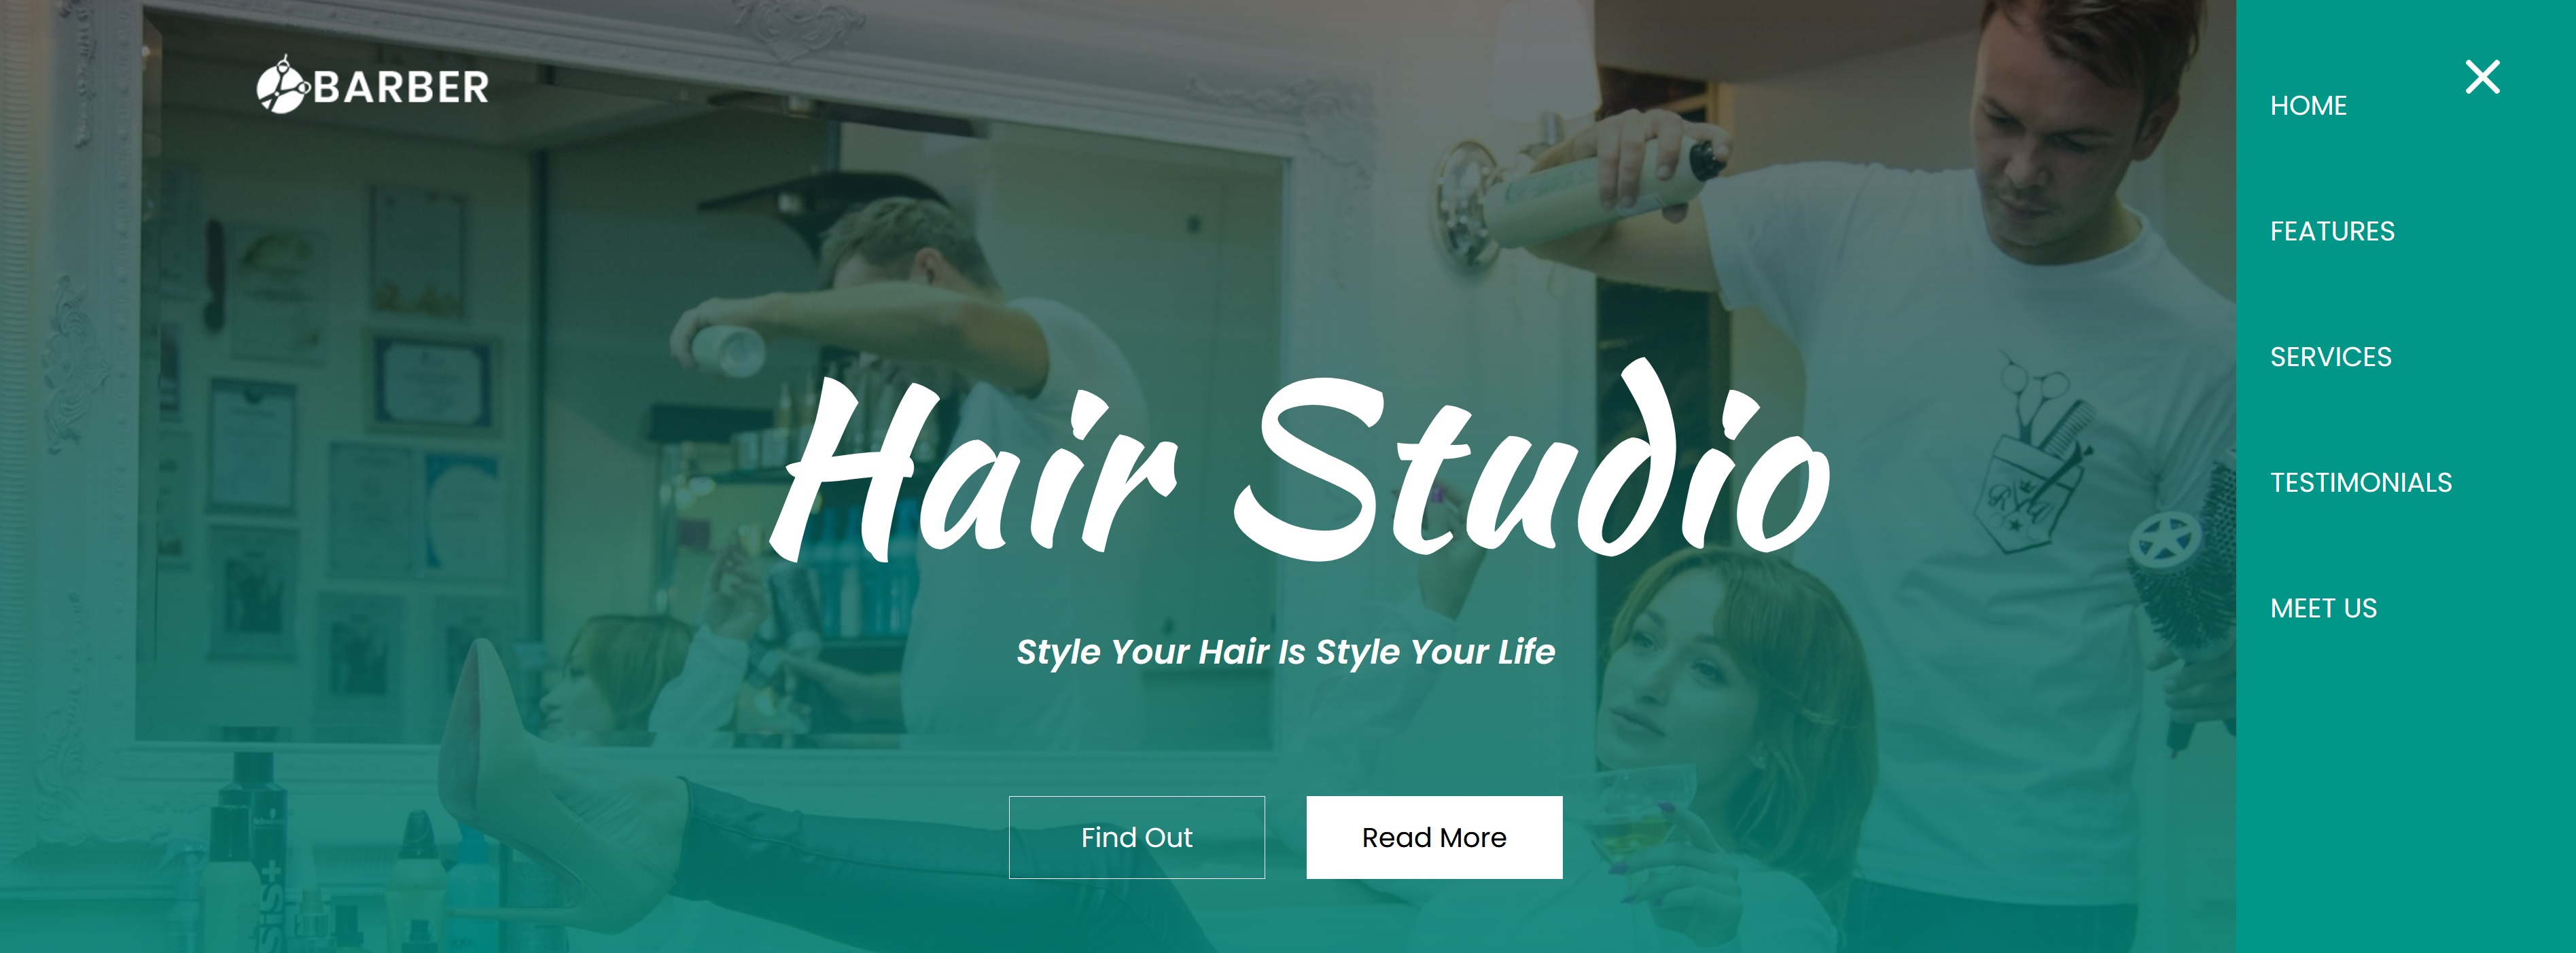 BARBER
HOME
FEATURES
SERVICES
TESTIMONIALS
MEET US
Hair Studio
Style Your Hair Is Style Your Life
Find Out
Read More
SiS+